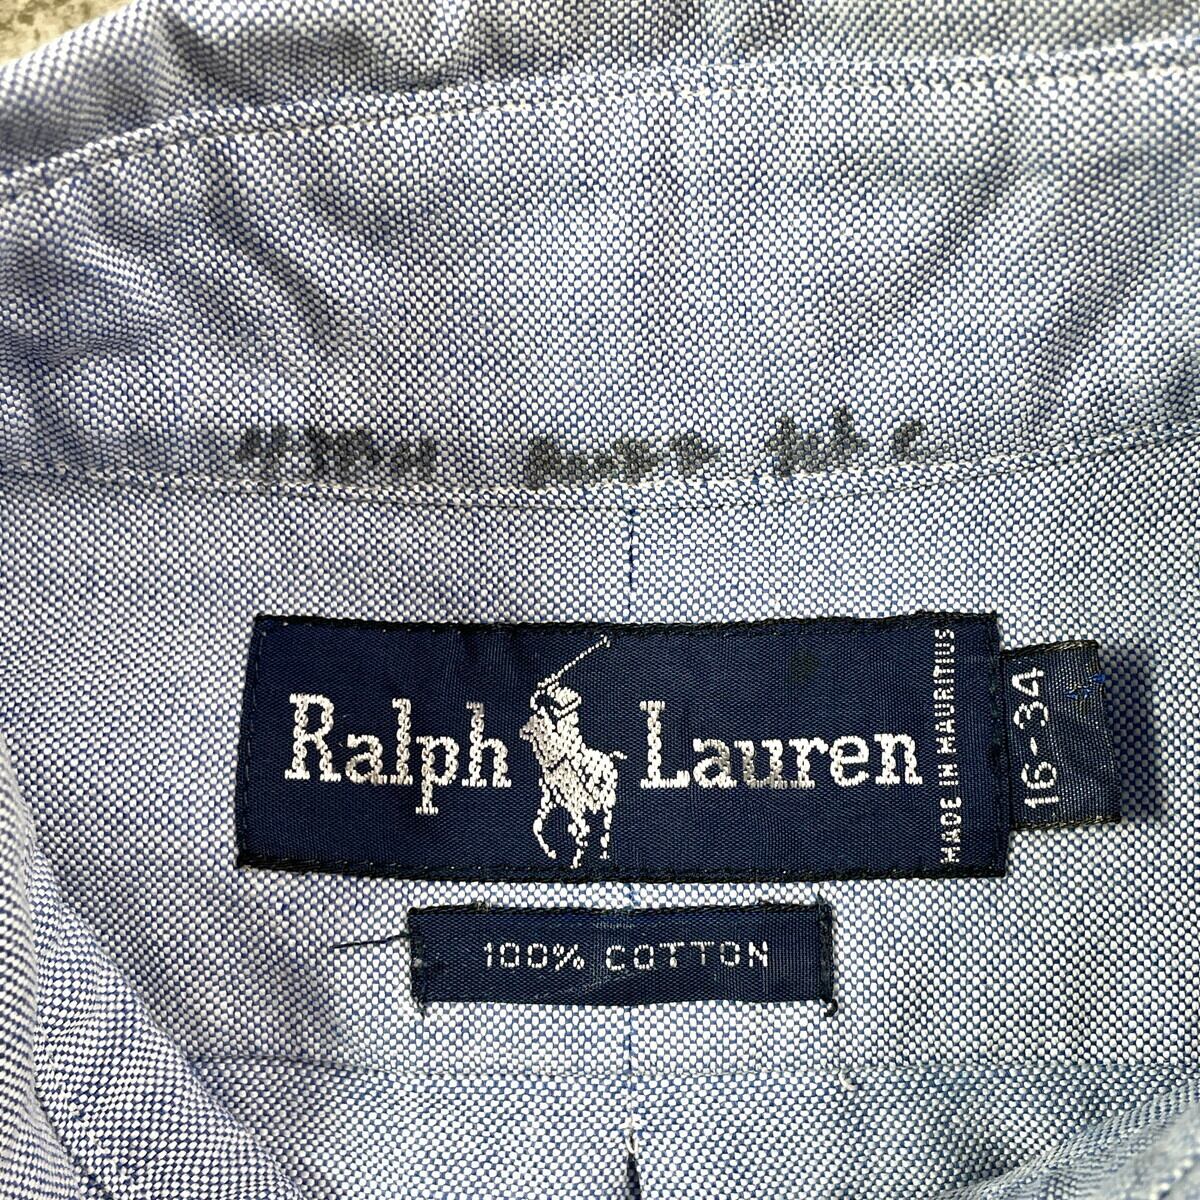 Ralph Lauren
MADE IN MAURITIUS
16-34
100% COTTON